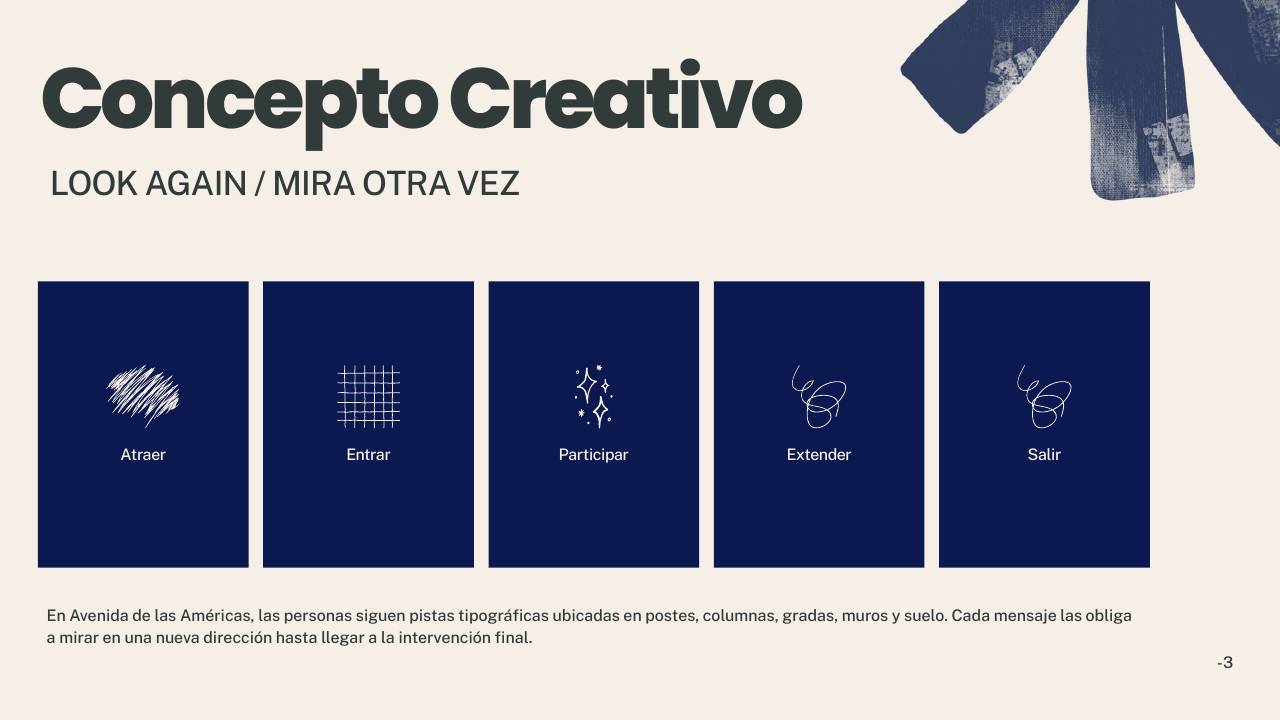 Concepto Creativo
LOOK AGAIN / MIRA OTRA VEZ
Atraer
Entrar
Participar
Extender
Salir
En Avenida de las Américas, las personas siguen pistas tipográficas ubicadas en postes, columnas, gradas, muros y suelo. Cada mensaje las obliga
a mirar en una nueva dirección hasta llegar a la intervención final.
-3